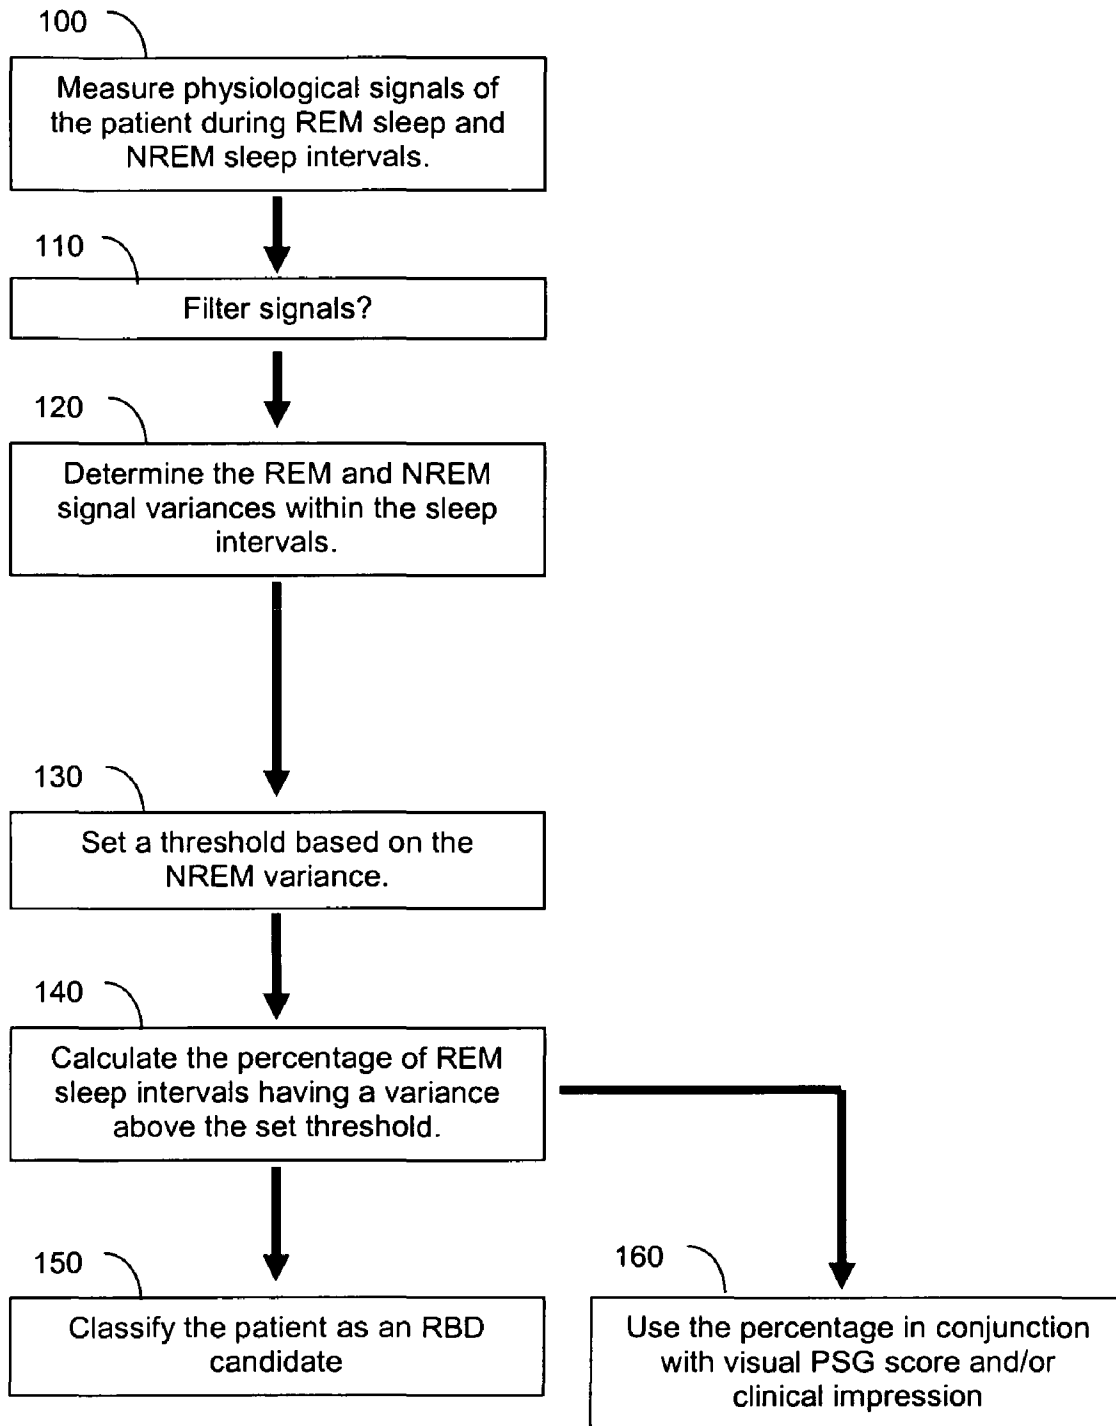 100
Measure physiological signals of
the patient during REM sleep and
NREM sleep intervals.
110
Filter signals?
120
Determine the REM and NREM
signal variances within the sleep
intervals.
130
Set a threshold based on the
NREM variance.
140
Calculate the percentage of REM
sleep intervals having a variance
above the set threshold.
150
Classify the patient as an RBD
candidate
160
Use the percentage in conjunction
with visual PSG score and/or
clinical impression